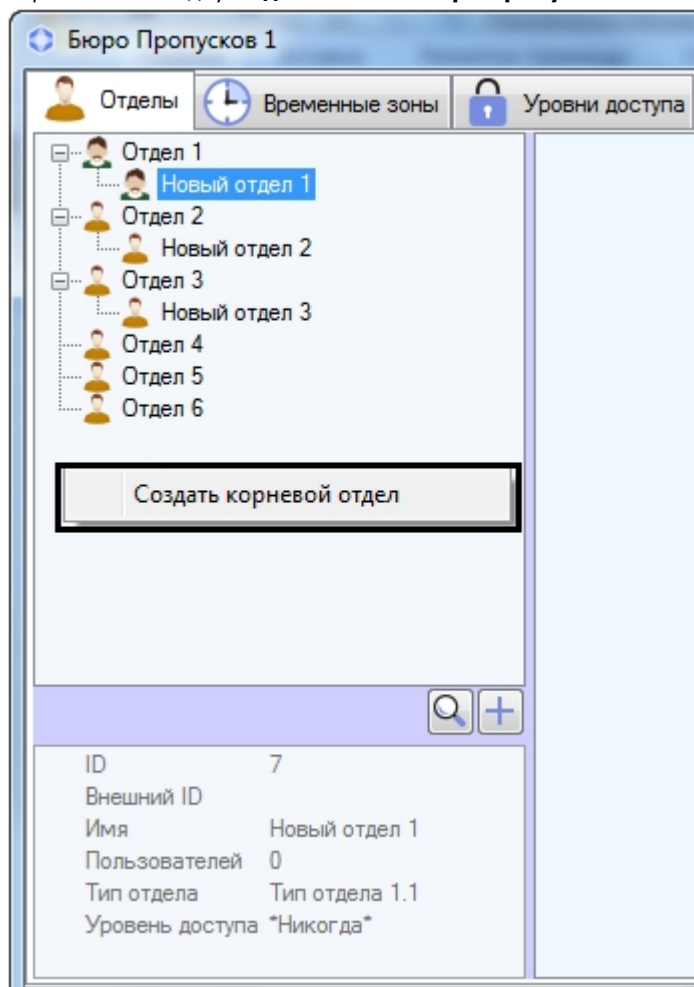 Бюро Пропусков 1
Отделы Временные зоны Уровни доступа
Отдел 1
Новый отдел 1
Отдел 2
Новый отдел 2
Отдел 3
Новый отдел 3
Отдел 4
Отдел 5
Отдел 6
Создать корневой отдел
ID 7
Внешний ID
Имя Новый отдел 1
Пользователей 0
Тип отдела Тип отдела 1.1
Уровень доступа *Никогда*